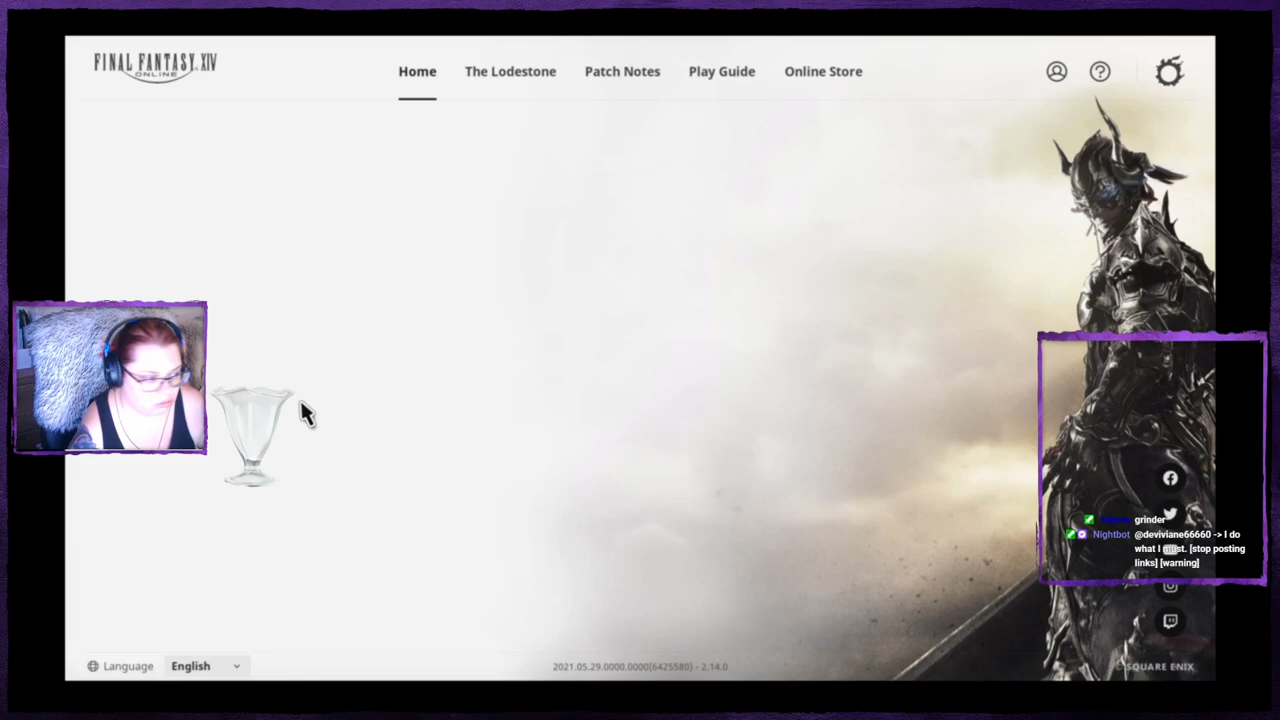 FINAL FANTASY XIV
ONLINE
Home
The Lodestone
Patch Notes
Play Guide
Online Store
grinder
Nightbot @deviviane66660 -> I do
what I must. [stop posting
links] [warning]
Language English
2021.05.29.0000.0000(6425580) - 2.14.0
SQUARE ENIX